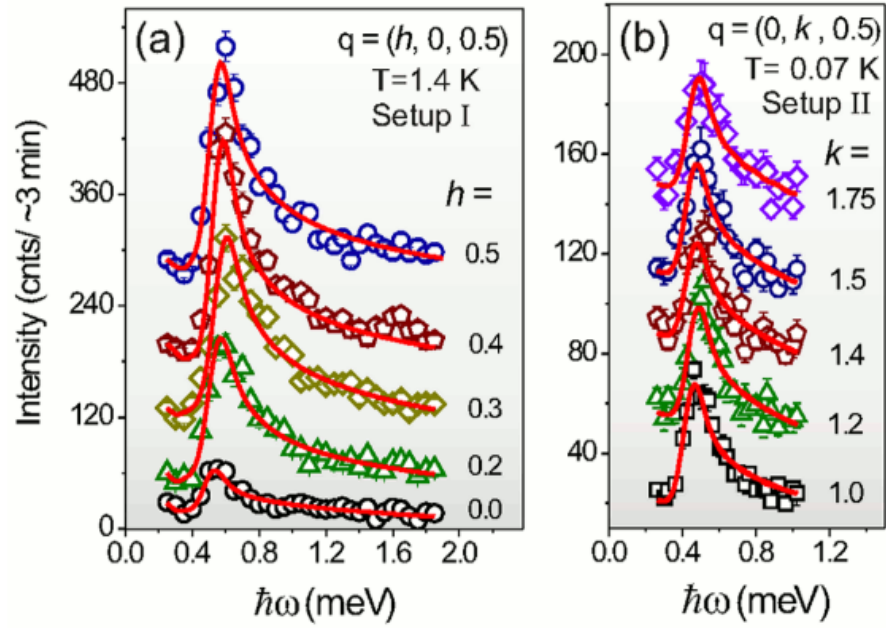 (a)
q = (h, 0, 0.5)
T=1.4 K
Setup I
h =
0.5
0.4
0.3
0.2
0.0
480
360
240
120
0
0.0 0.4 0.8 1.2 1.6 2.0
ħω (meV)
Intensity (cnts/ ~3 min)
(b)
q = (0, k , 0.5)
T= 0.07 K
Setup II
k =
1.75
1.5
1.4
1.2
1.0
200
160
120
80
40
0.0 0.4 0.8 1.2
ħω (meV)